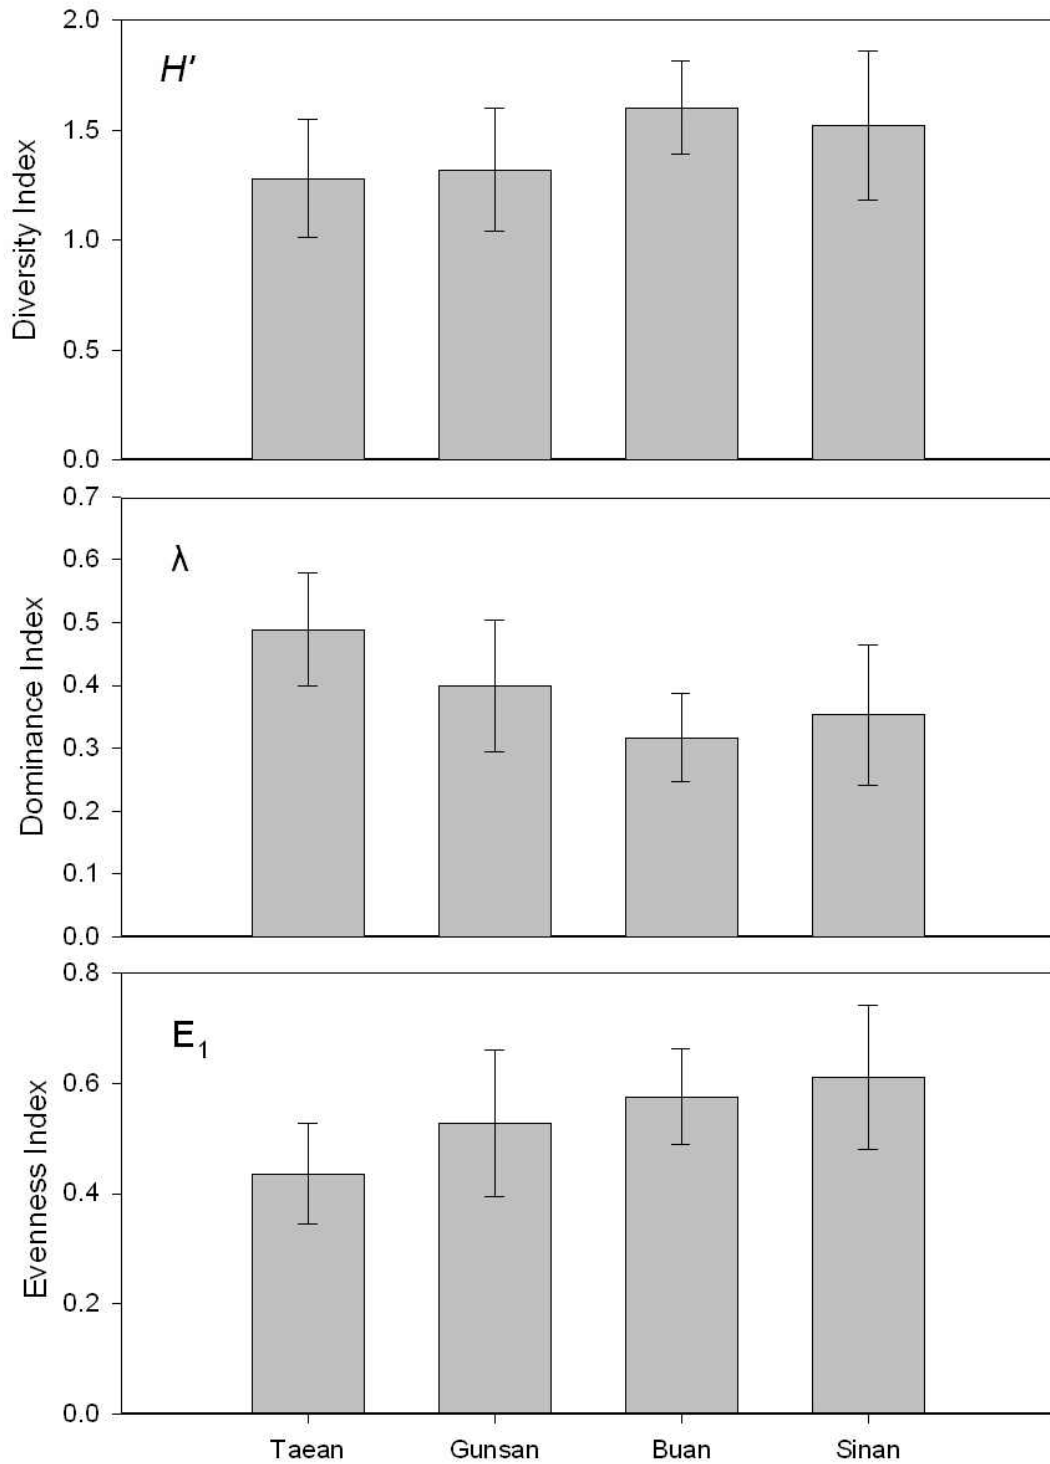 2.0
H'
1.5
1.0
0.5
0.0
Diversity Index
0.7
0.6
λ
0.5
0.4
0.3
0.2
0.1
0.0
Dominance Index
0.8
E1
0.6
0.4
0.2
0.0
Evenness Index
Taean Gunsan Buan Sinan